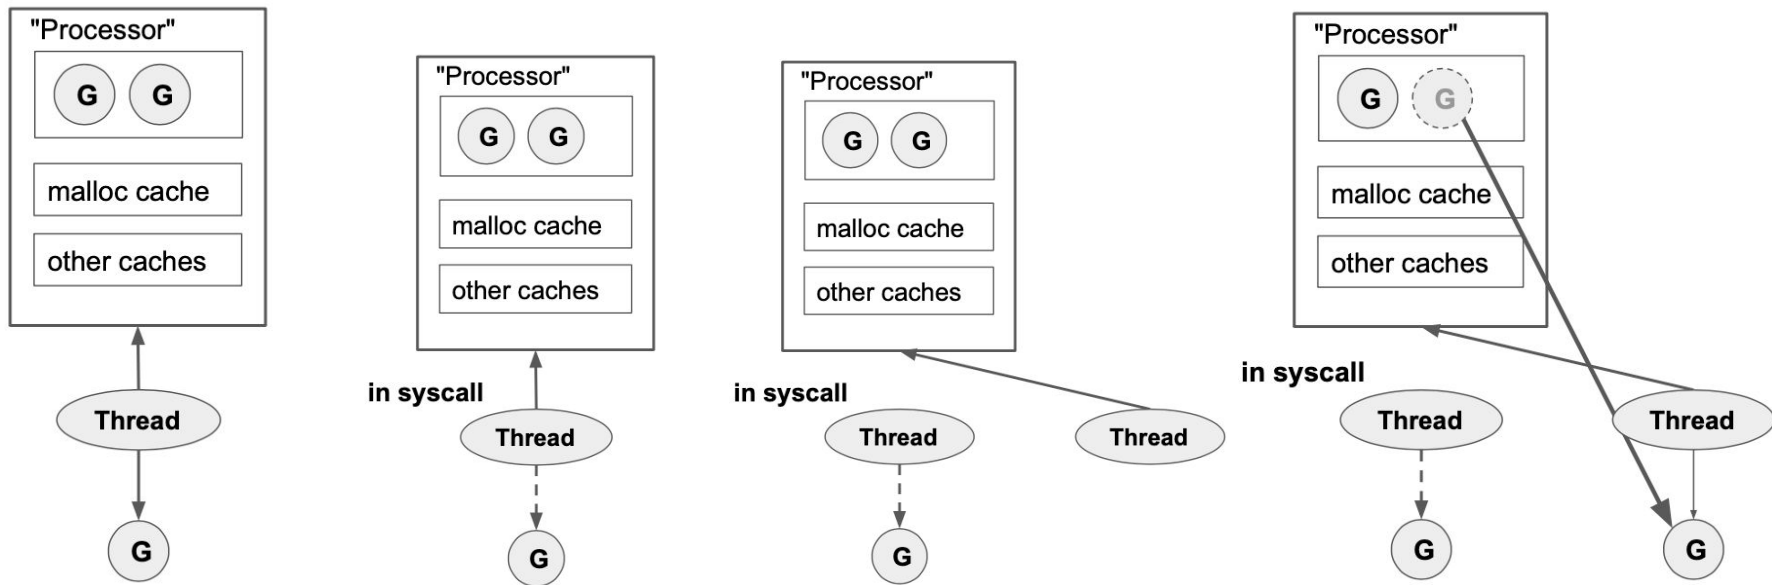 "Processor"
G G
malloc cache
other caches
Thread
G
"Processor"
G G
malloc cache
other caches
in syscall
Thread
G
"Processor"
G G
malloc cache
other caches
in syscall
Thread
Thread
G
"Processor"
G G
malloc cache
other caches
in syscall
Thread
Thread
G
G